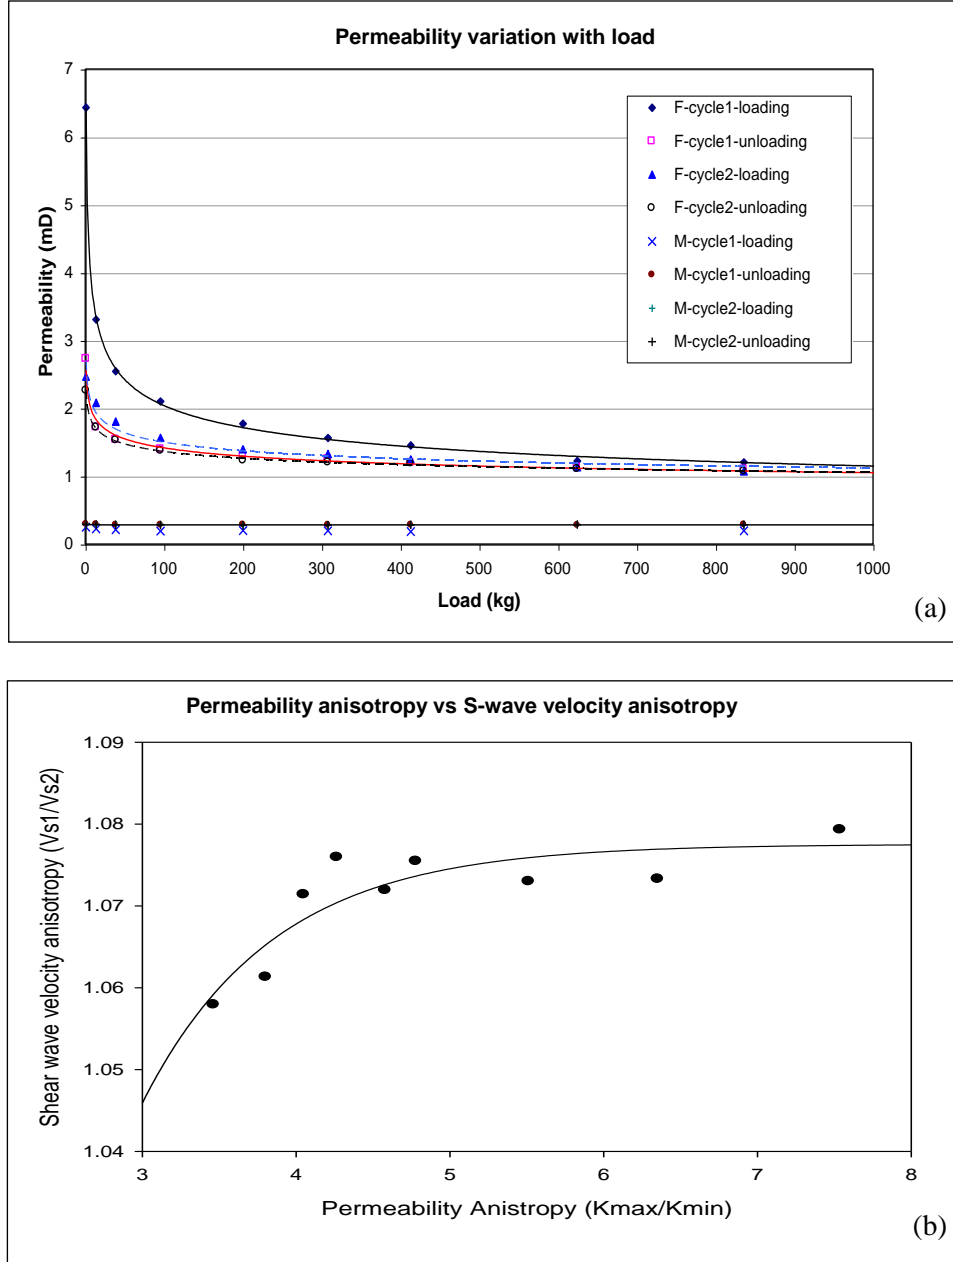 Permeability variation with load
7
6
5
4
3
2
1
0
Permeability (mD)
F-cycle1-loading
F-cycle1-unloading
F-cycle2-loading
F-cycle2-unloading
M-cycle1-loading
M-cycle1-unloading
M-cycle2-loading
M-cycle2-unloading
0 100 200 300 400 500 600 700 800 900 1000
Load (kg)
(a)
Permeability anisotropy vs S-wave velocity anisotropy
1.09
1.08
1.07
1.06
1.05
1.04
Shear wave velocity anisotropy (Vs1/Vs2)
3 4 5 6 7 8
Permeability Anistropy (Kmax/Kmin)
(b)